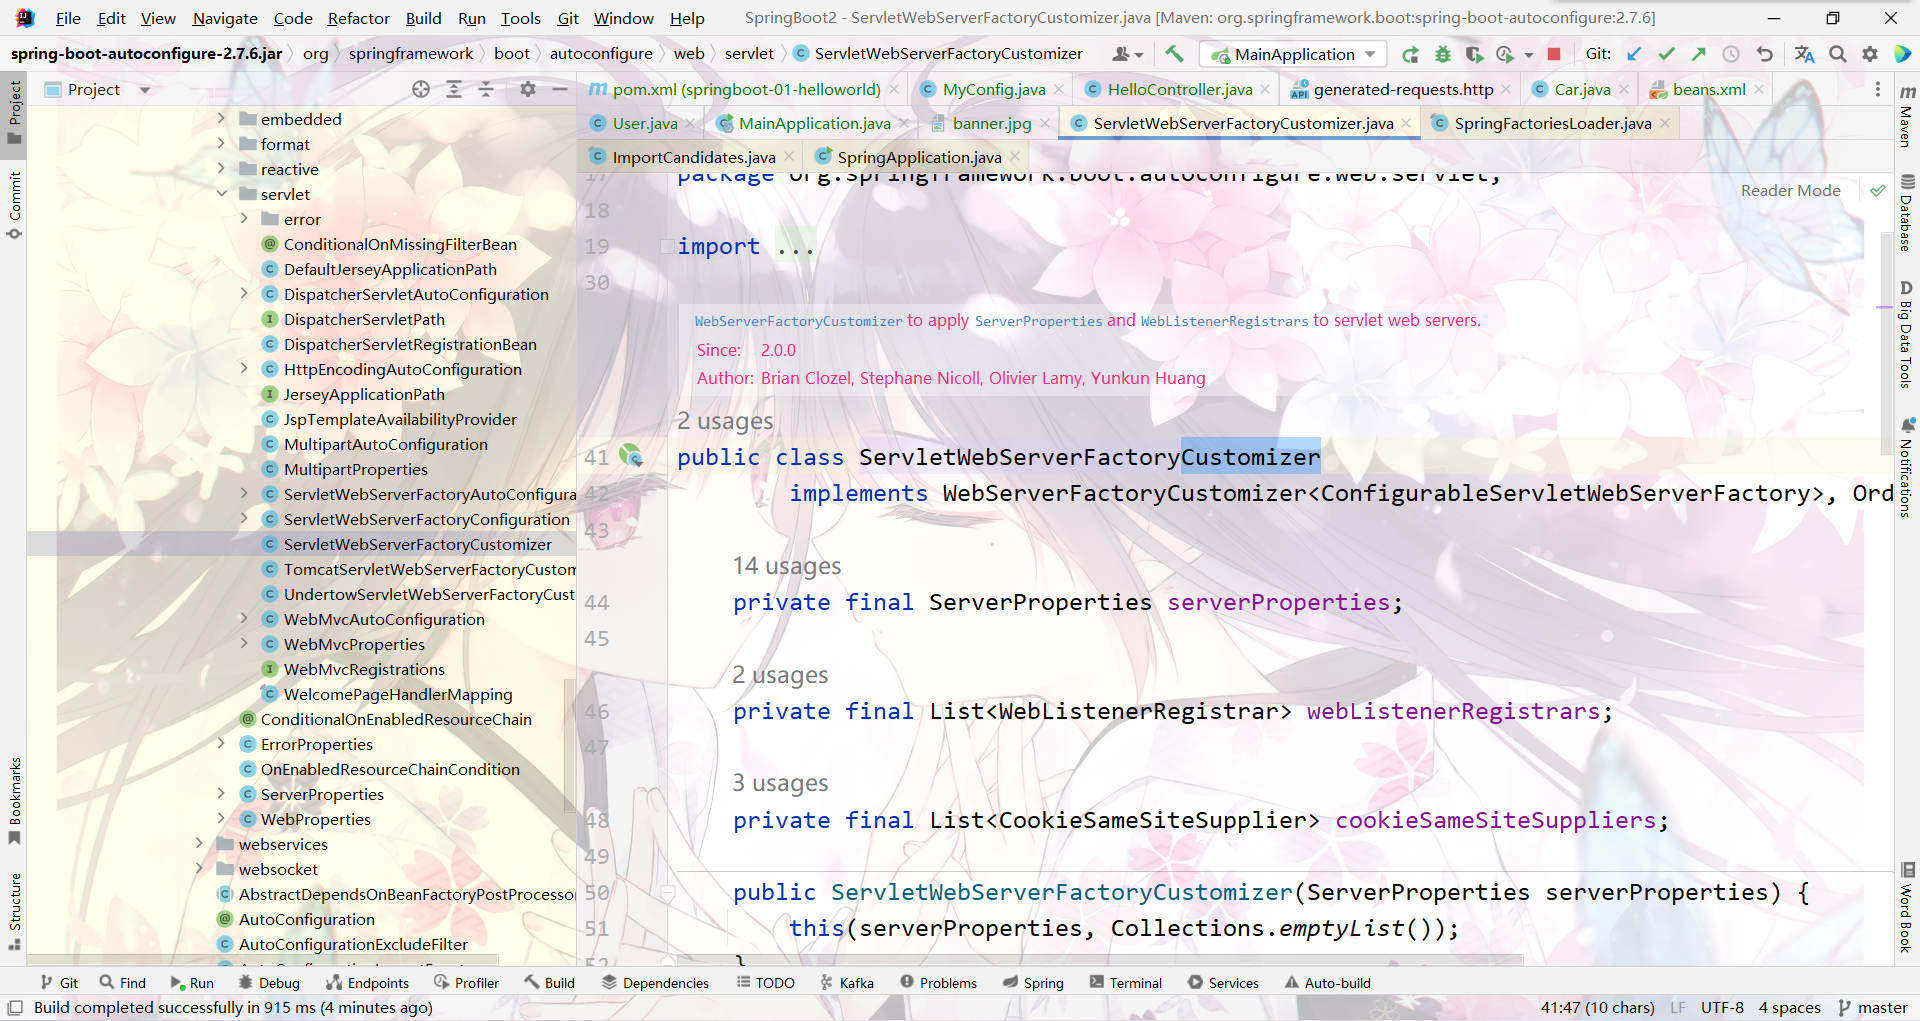 File Edit View Navigate Code Refactor Build Run Tools Git Window Help SpringBoot2 - ServletWebServerFactoryCustomizer.java [Maven: org.springframework.boot:spring-boot-autoconfigure:2.7.6]
spring-boot-autoconfigure-2.7.6.jar org springframework boot autoconfigure web servlet ServletWebServerFactoryCustomizer MainApplication Git:
Project
pom.xml (springboot-01-helloworld) MyConfig.java HelloController.java generated-requests.http Car.java beans.xml
User.java MainApplication.java banner.jpg ServletWebServerFactoryCustomizer.java SpringFactoriesLoader.java
ImportCandidates.java SpringApplication.java
Project
Commit
Bookmarks
Structure
embedded
format
reactive
servlet
error
ConditionalOnMissingFilterBean
DefaultJerseyApplicationPath
DispatcherServletAutoConfiguration
DispatcherServletPath
DispatcherServletRegistrationBean
HttpEncodingAutoConfiguration
JerseyApplicationPath
JspTemplateAvailabilityProvider
MultipartAutoConfiguration
MultipartProperties
ServletWebServerFactoryAutoConfigura
ServletWebServerFactoryConfiguration
ServletWebServerFactoryCustomizer
TomcatServletWebServerFactoryCustom
UndertowServletWebServerFactoryCust
WebMvcAutoConfiguration
WebMvcProperties
WebMvcRegistrations
WelcomePageHandlerMapping
ConditionalOnEnabledResourceChain
ErrorProperties
OnEnabledResourceChainCondition
ServerProperties
WebProperties
webservices
websocket
AbstractDependsOnBeanFactoryPostProcessor
AutoConfiguration
AutoConfigurationExcludeFilter
17 package org.springframework.boot.autoconfigure.web.servlet;
Reader Mode
18
19 import ...
30
WebServerFactoryCustomizer to apply ServerProperties and WebListenerRegistrars to servlet web servers.
Since: 2.0.0
Author: Brian Clozel, Stephane Nicoll, Olivier Lamy, Yunkun Huang
2 usages
41 public class ServletWebServerFactoryCustomizer
42 implements WebServerFactoryCustomizer<ConfigurableServletWebServerFactory>, Ord
43
14 usages
44 private final ServerProperties serverProperties;
45
2 usages
46 private final List<WebListenerRegistrar> webListenerRegistrars;
47
3 usages
48 private final List<CookieSameSiteSupplier> cookieSameSiteSuppliers;
49
50 public ServletWebServerFactoryCustomizer(ServerProperties serverProperties) {
51 this(serverProperties, Collections.emptyList());
52 }
Maven
Database
Big Data Tools
Notifications
Word Book
Git Find Run Debug Endpoints Profiler Build Dependencies TODO Kafka Problems Spring Terminal Services Auto-build
Build completed successfully in 915 ms (4 minutes ago) 41:47 (10 chars) LF UTF-8 4 spaces master